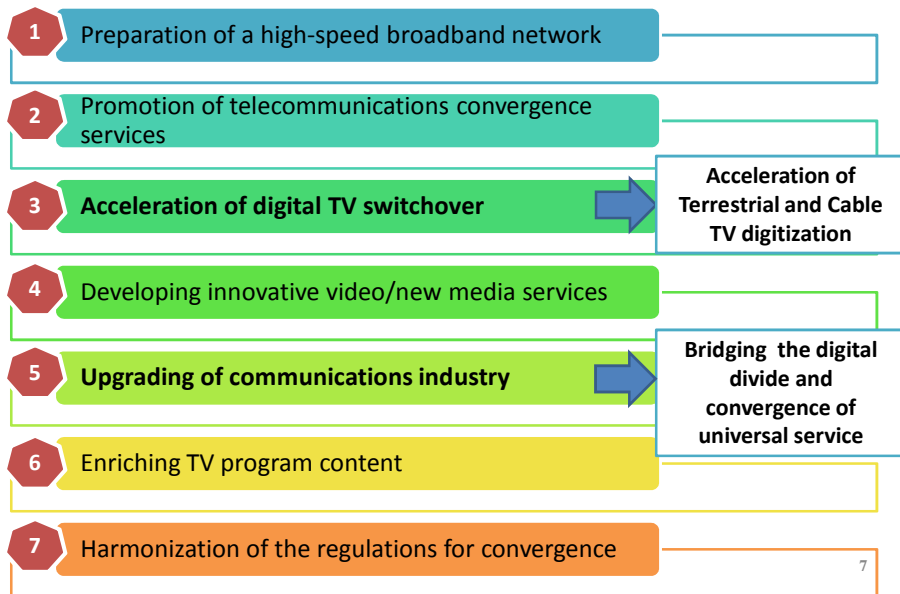 1
Preparation of a high-speed broadband network
2
Promotion of telecommunications convergence
services
3
Acceleration of digital TV switchover
Acceleration of
Terrestrial and Cable
TV digitization
4
Developing innovative video/new media services
5
Upgrading of communications industry
Bridging  the digital
divide and
convergence of
universal service
6
Enriching TV program content
7
Harmonization of the regulations for convergence
7